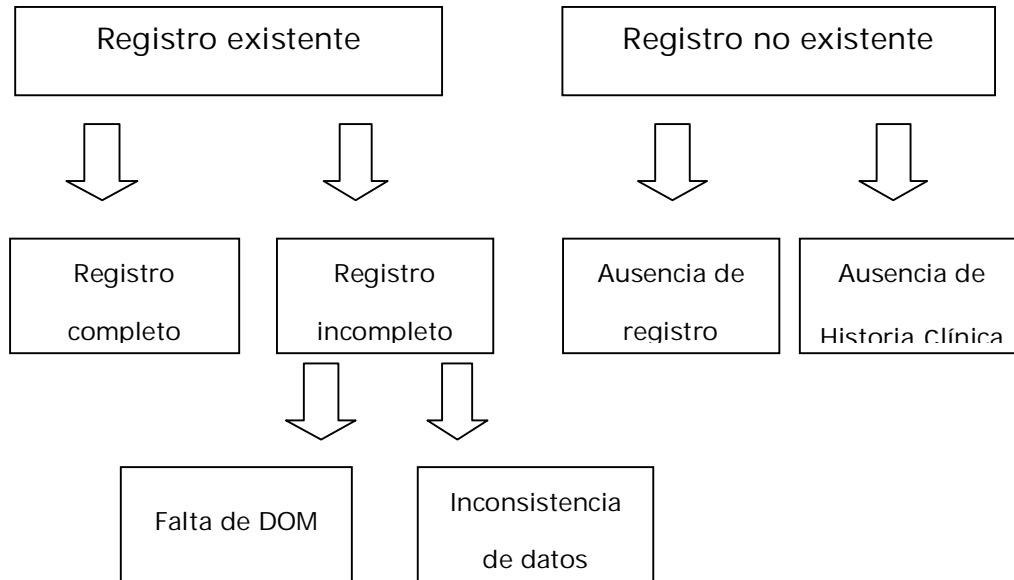 Registro existente
Registro no existente
Registro
completo
Registro
incompleto
Ausencia de
registro
Ausencia de
Historia Clínica
Falta de DOM
Inconsistencia
de datos